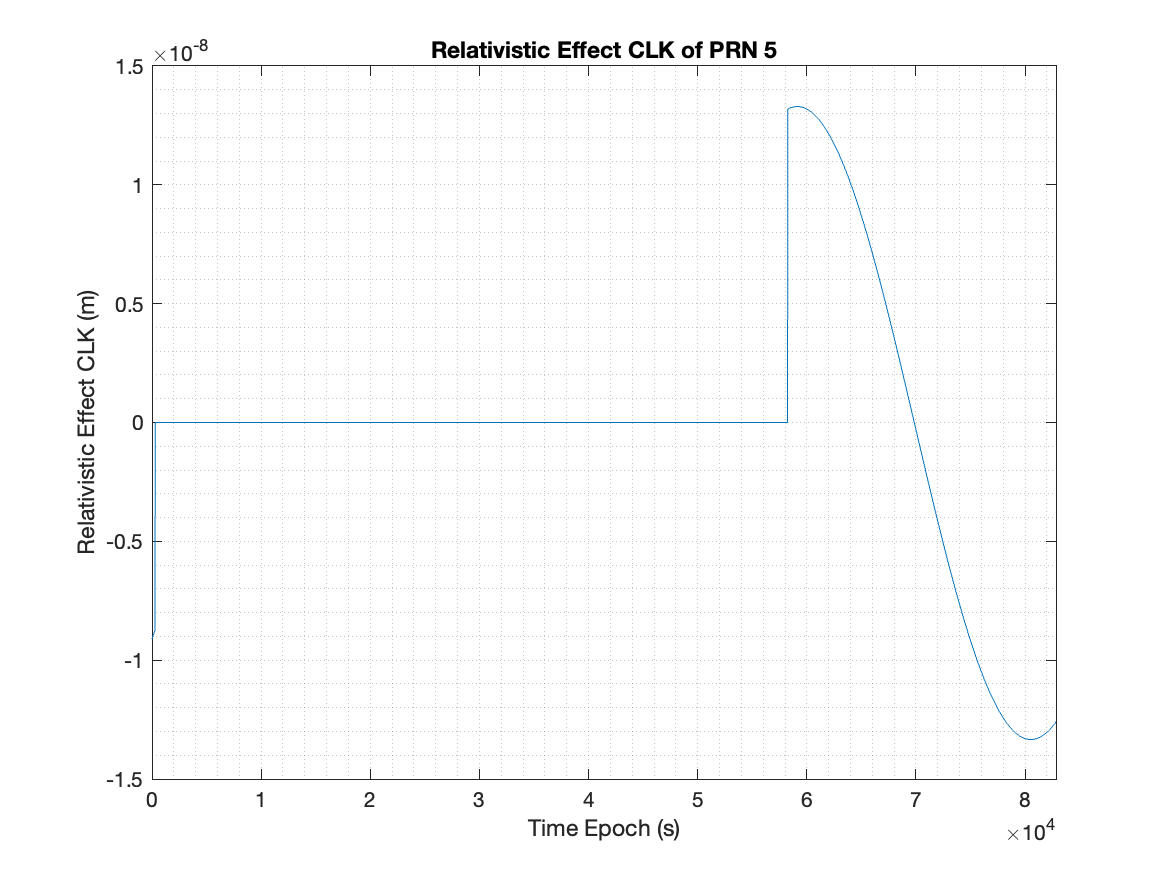 Relativistic Effect CLK of PRN 5
×10-8
1.5
1
0.5
0
-0.5
-1
-1.5
Relativistic Effect CLK (m)
0 1 2 3 4 5 6 7 8
Time Epoch (s)
×104